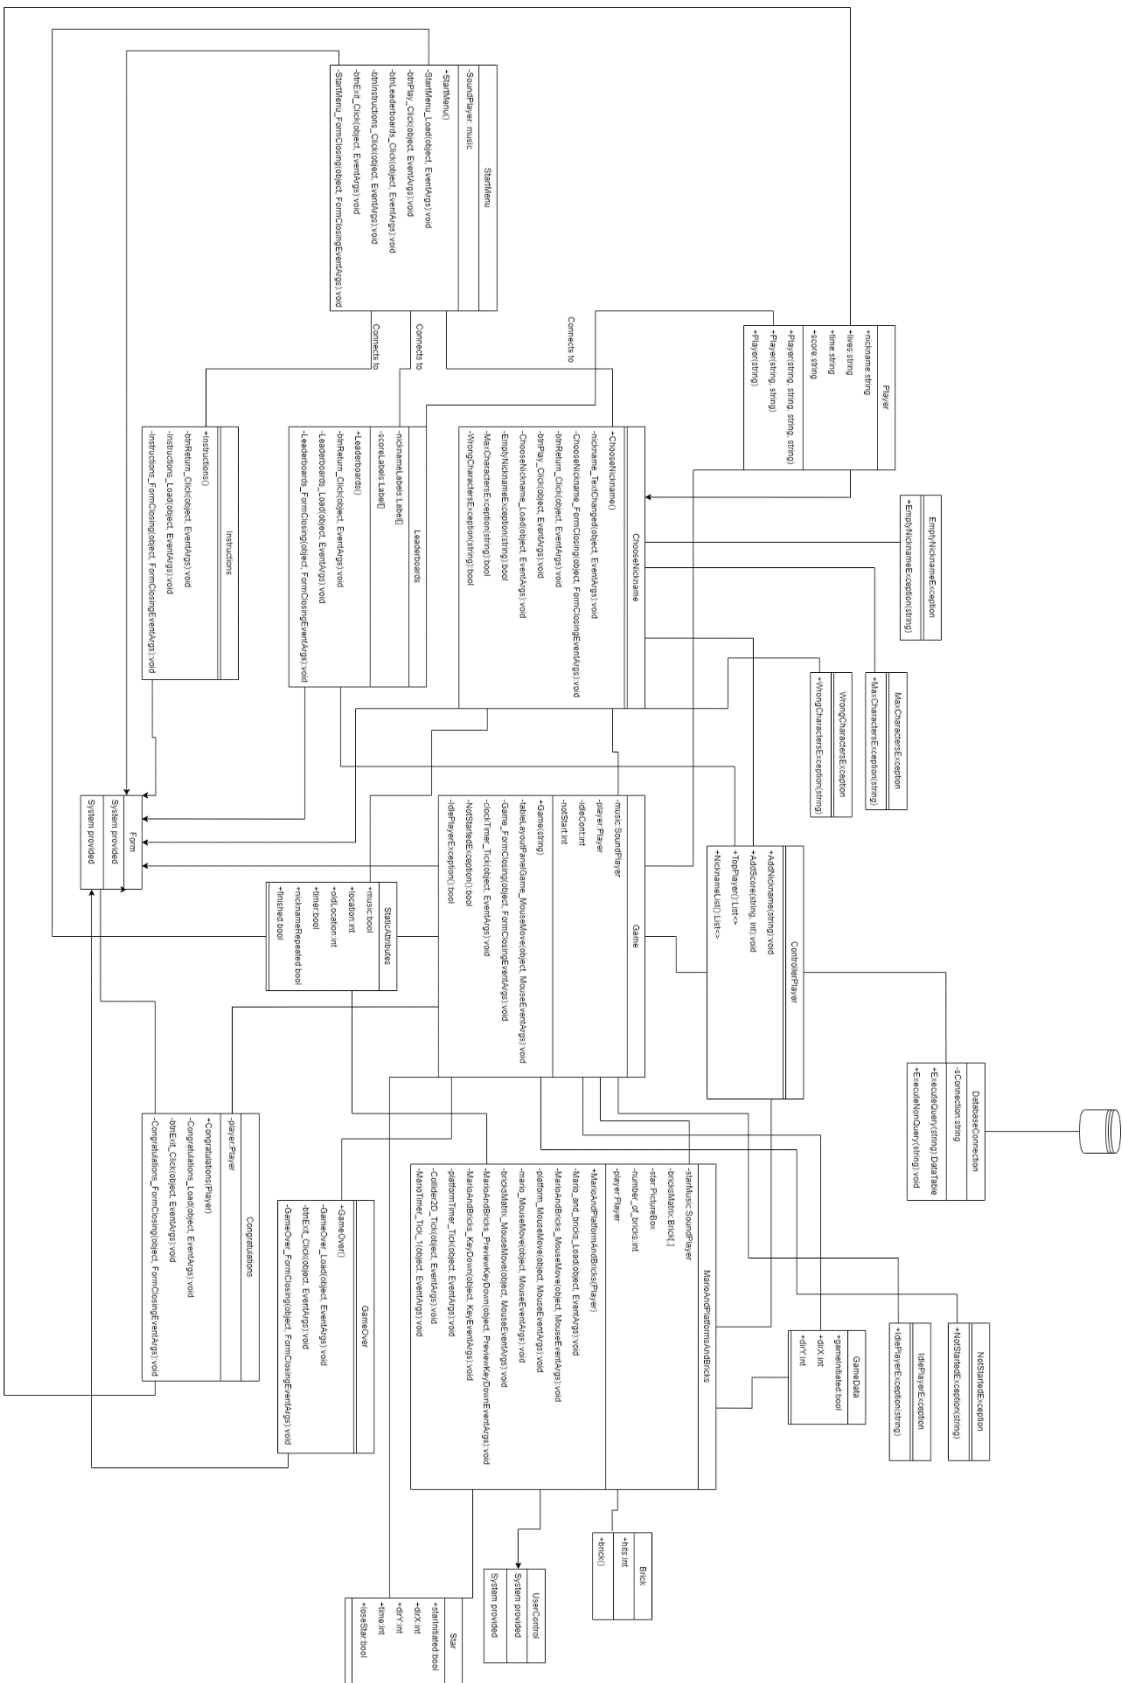 StartMenu
-SoundPlayer: music
+StartMenu()
-StartMenu_Load(object, EventArgs):void
-btnPlay_Click(object, EventArgs):void
-btnLeaderboards_Click(object, EventArgs):void
-btnInstructions_Click(object, EventArgs):void
-btnExit_Click(object, EventArgs):void
-StartMenu_FormClosing(object, FormClosingEventArgs):void
Connects to
Connects to
Connects to
Player
+nickname:string
+lives:string
+time:string
+score:string
+Player(string, string, string, string)
+Player(string, string)
+Player(string)
EmptyNicknameException
+EmptyNicknameException(string)
MaxCharactersException
+MaxCharactersException(string)
WrongCharactersException
+WrongCharactersException(string)
ChooseNickname
+ChooseNickname()
-nickname_TextChanged(object, EventArgs):void
-ChooseNickname_FormClosing(object, FormClosingEventArgs):void
-btnReturn_Click(object, EventArgs):void
-btnPlay_Click(object, EventArgs):void
-ChooseNickname_Load(object, EventArgs):void
-EmptyNicknameException(string):bool
-MaxCharactersException(string):bool
-WrongCharactersException(string):bool
Leaderboards
-nicknameLabels:Label[]
-scoreLabels:Label[]
+Leaderboards()
-btnReturn_Click(object, EventArgs):void
-Leaderboards_Load(object, EventArgs):void
-Leaderboards_FormClosing(object, FormClosingEventArgs):void
Instructions
+Instructions()
-btnReturn_Click(object, EventArgs):void
-Instructions_Load(object, EventArgs):void
-Instructions_FormClosing(object, FormClosingEventArgs):void
ControllerPlayer
+AddNickname(string):void
+AddScore(string, int):void
+TopPlayer():List<>
+NicknameList():List<>
Game
-music:SoundPlayer
-player:Player
-idleCont:int
-notStart:int
+Game(string)
-tableLayoutPanelGame_MouseMove(object, MouseEventArgs):void
-Game_FormClosing(object, FormClosingEventArgs):void
-clockTimer_Tick(object, EventArgs):void
-NotStartedException():bool
-IdlePlayerException():bool
Form
System provided
System provided
StaticAttributes
+music:bool
+location:int
+oldLocation:int
+timer:bool
+nicknameRepeated:bool
+finished:bool
DatabaseConnection
-sConnection:string
+ExecuteQuery(string):DataTable
+ExecuteNonQuery(string):void
Congratulations
-player:Player
+Congratulations(Player)
-Congratulations_Load(object, EventArgs):void
-btnExit_Click(object, EventArgs):void
-Congratulations_FormClosing(object, FormClosingEventArgs):void
GameOver
+GameOver()
-GameOver_Load(object, EventArgs):void
-btnExit_Click(object, EventArgs):void
-GameOver_FormClosing(object, FormClosingEventArgs):void
MarioAndPlatformsAndBricks
-starMusic:SoundPlayer
-bricksMatrix:Brick[,]
-star:PictureBox
-number_of_bricks:int
-player:Player
+MarioAndPlatformAndBricks(Player)
-Mario_and_bricks_Load(object, EventArgs):void
-MarioAndBricks_MouseMove(object, MouseEventArgs):void
-platform_MouseMove(object, MouseEventArgs):void
-mario_MouseMove(object, MouseEventArgs):void
-bricksMatrix_MouseMove(object, MouseEventArgs):void
-MarioAndBricks_PreviewKeyDown(object, PreviewKeyDownEventArgs):void
-MarioAndBricks_KeyDown(object, KeyEventArgs):void
-platformTimer_Tick(object, EventArgs):void
-Collider2D_Tick(object, EventArgs):void
-MarioTimer_Tick_1(object, EventArgs):void
GameData
+gameInitiated:bool
+dirX:int
+dirY:int
NotStartedException
+NotStartedException(string)
IdlePlayerException
+IdlePlayerException(string)
Brick
+hits:int
+brick()
UserControl
System provided
System provided
Star
+starInitiated:bool
+dirX:int
+dirY:int
+time:int
+loseStar:bool